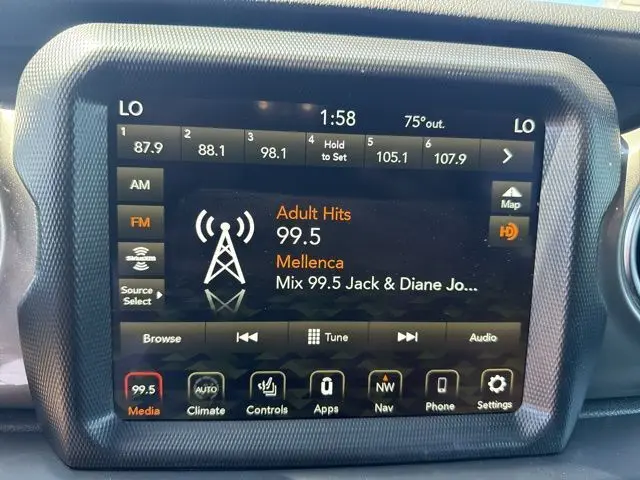 LO 1:58 75°out. LO
1 87.9 2 88.1 3 98.1 4 Hold to Set 5 105.1 6 107.9
AM
FM
SiriusXM
Source
Select
Adult Hits
99.5
Mellenca
Mix 99.5 Jack & Diane Jo...
Map
HD
Browse Tune Audio
99.5 AUTO NW
Media Climate Controls Apps Nav Phone Settings